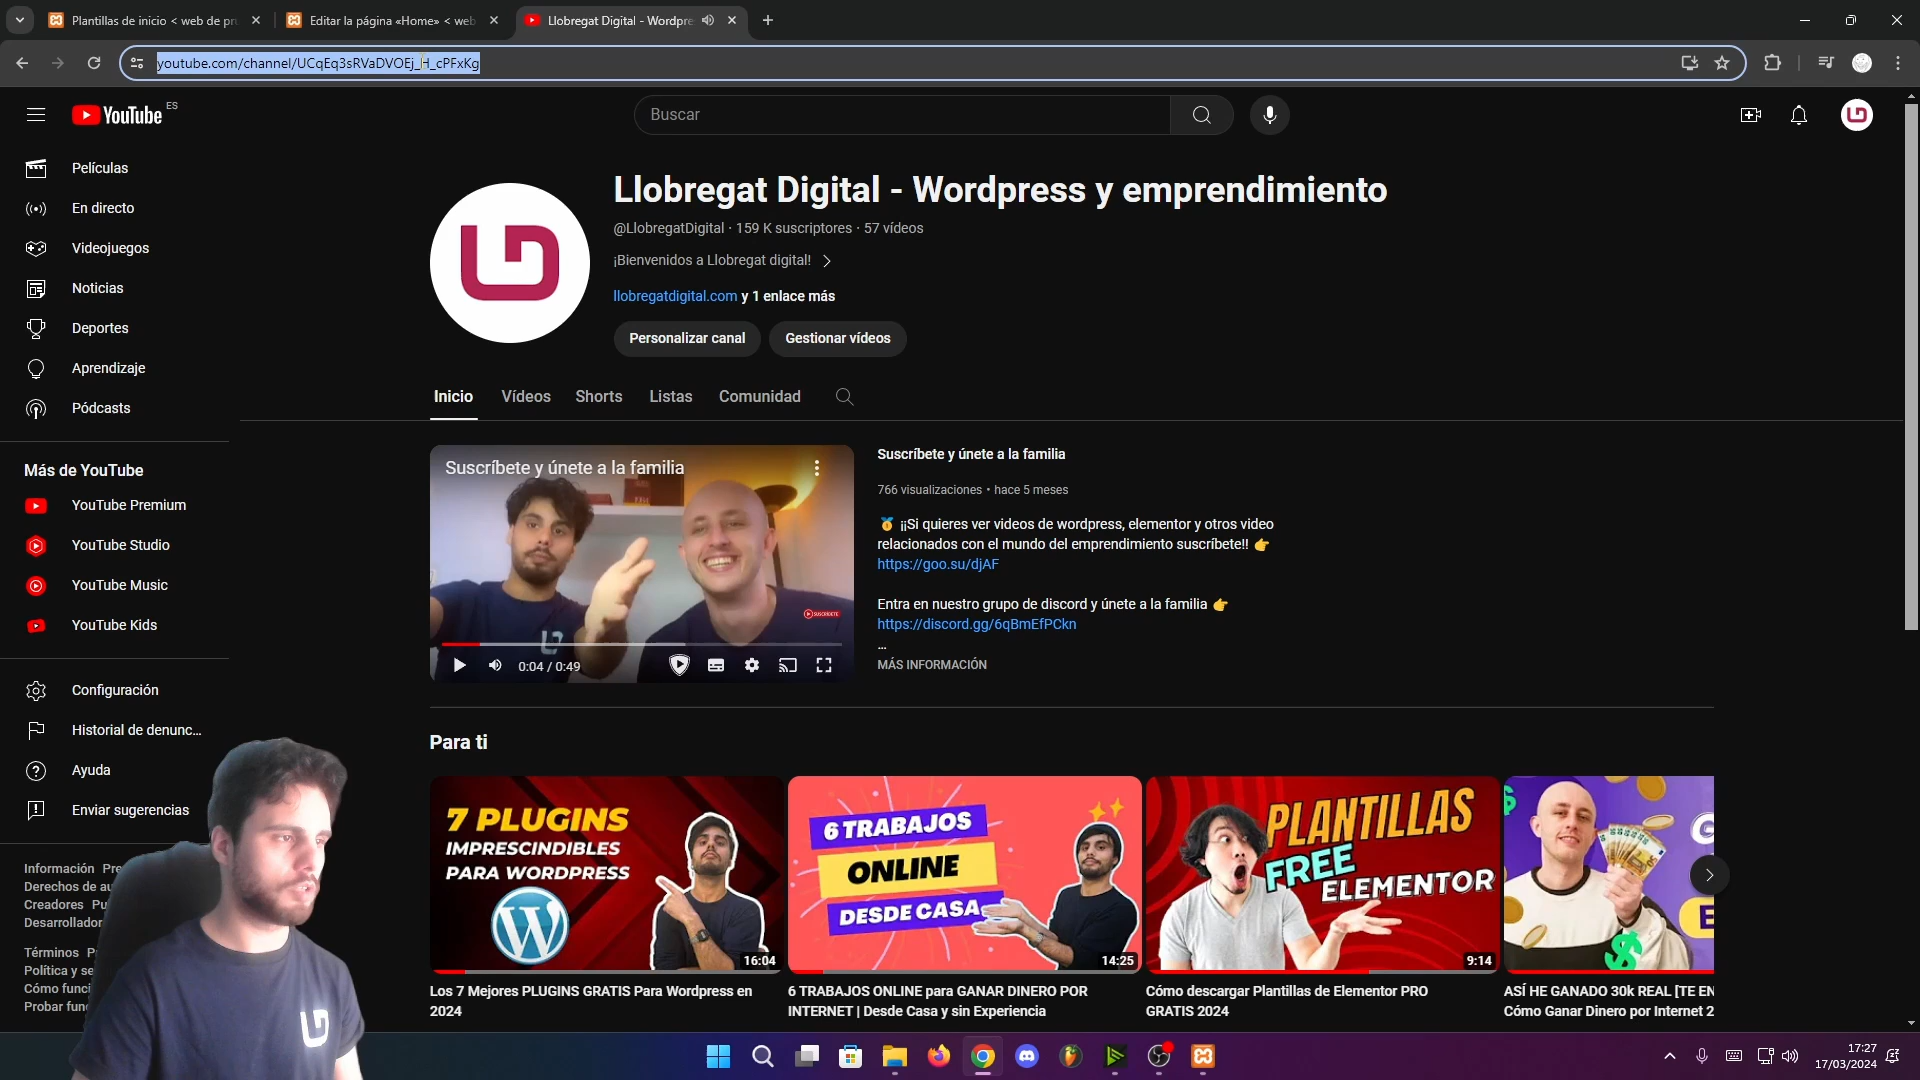 Plantillas de inicio < web de pru
Editar la página «Home» < web
Llobregat Digital - Wordpre
youtube.com/channel/UCqEq3sRVaDVOEj_H_cPFxKg
YouTube ES
Buscar
Películas
En directo
Videojuegos
Noticias
Deportes
Aprendizaje
Pódcasts
Más de YouTube
YouTube Premium
YouTube Studio
YouTube Music
YouTube Kids
Configuración
Historial de denunc...
Ayuda
Enviar sugerencias
Información Pre
Derechos de au
Creadores Pu
Desarrollador
Términos P
Política y se
Cómo funci
Probar fun
Llobregat Digital - Wordpress y emprendimiento
@LlobregatDigital · 159 K suscriptores · 57 vídeos
¡Bienvenidos a Llobregat digital!
llobregatdigital.com y 1 enlace más
Personalizar canal
Gestionar vídeos
Inicio
Vídeos
Shorts
Listas
Comunidad
Suscríbete y únete a la familia
SUSCRÍBETE
0:04 / 0:49
Suscríbete y únete a la familia
766 visualizaciones • hace 5 meses
🥇 ¡¡Si quieres ver videos de wordpress, elementor y otros video
relacionados con el mundo del emprendimiento suscríbete!! 👉
https://goo.su/djAF
Entra en nuestro grupo de discord y únete a la familia 👉
https://discord.gg/6qBmEfPCkn
...
MÁS INFORMACIÓN
Para ti
7 PLUGINS
IMPRESCINDIBLES
PARA WORDPRESS
16:04
Los 7 Mejores PLUGINS GRATIS Para Wordpress en
2024
6 TRABAJOS
ONLINE
DESDE CASA
14:25
6 TRABAJOS ONLINE para GANAR DINERO POR
INTERNET | Desde Casa y sin Experiencia
PLANTILLAS
FREE
ELEMENTOR
9:14
Cómo descargar Plantillas de Elementor PRO
GRATIS 2024
G
E
ASÍ HE GANADO 30k REAL [TE EN
Cómo Ganar Dinero por Internet 2
17:27
17/03/2024